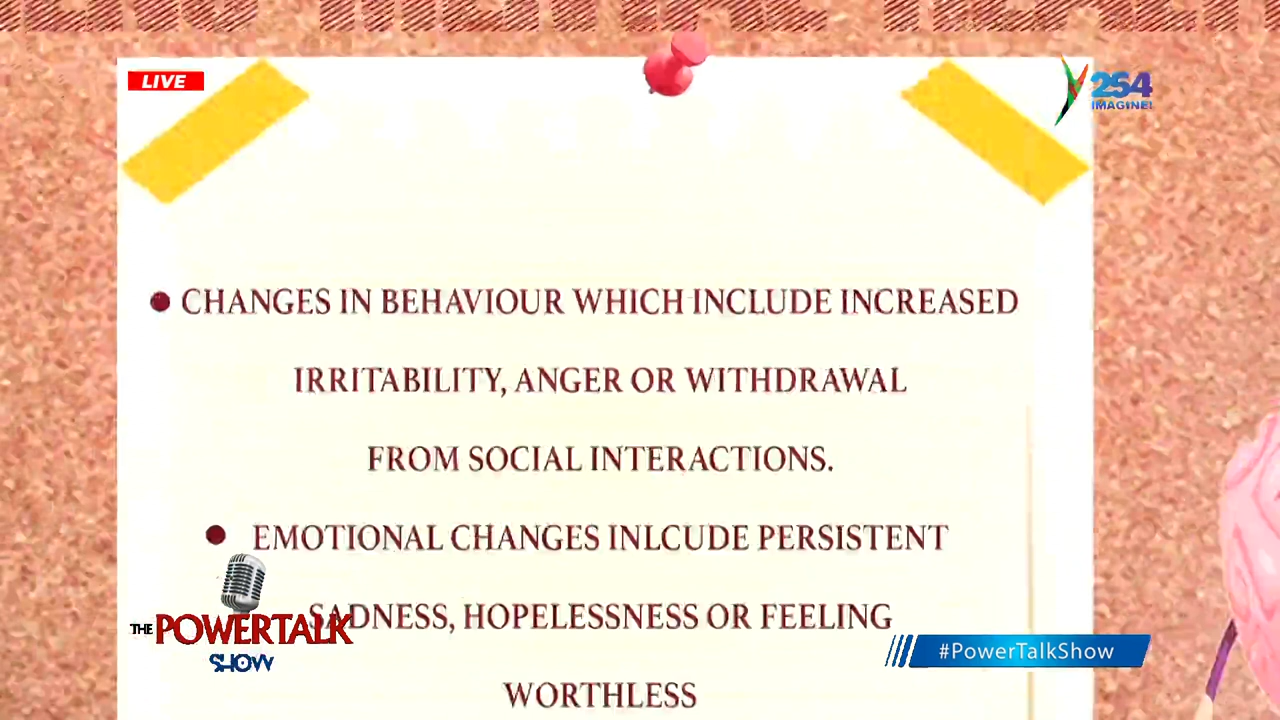 LIVE
254
IMAGINE!
CHANGES IN BEHAVIOUR WHICH INCLUDE INCREASED
IRRITABILITY, ANGER OR WITHDRAWAL
FROM SOCIAL INTERACTIONS.
EMOTIONAL CHANGES INLCUDE PERSISTENT
SADNESS, HOPELESSNESS OR FEELING
WORTHLESS
THE POWERTALK
SHOW
#PowerTalkShow